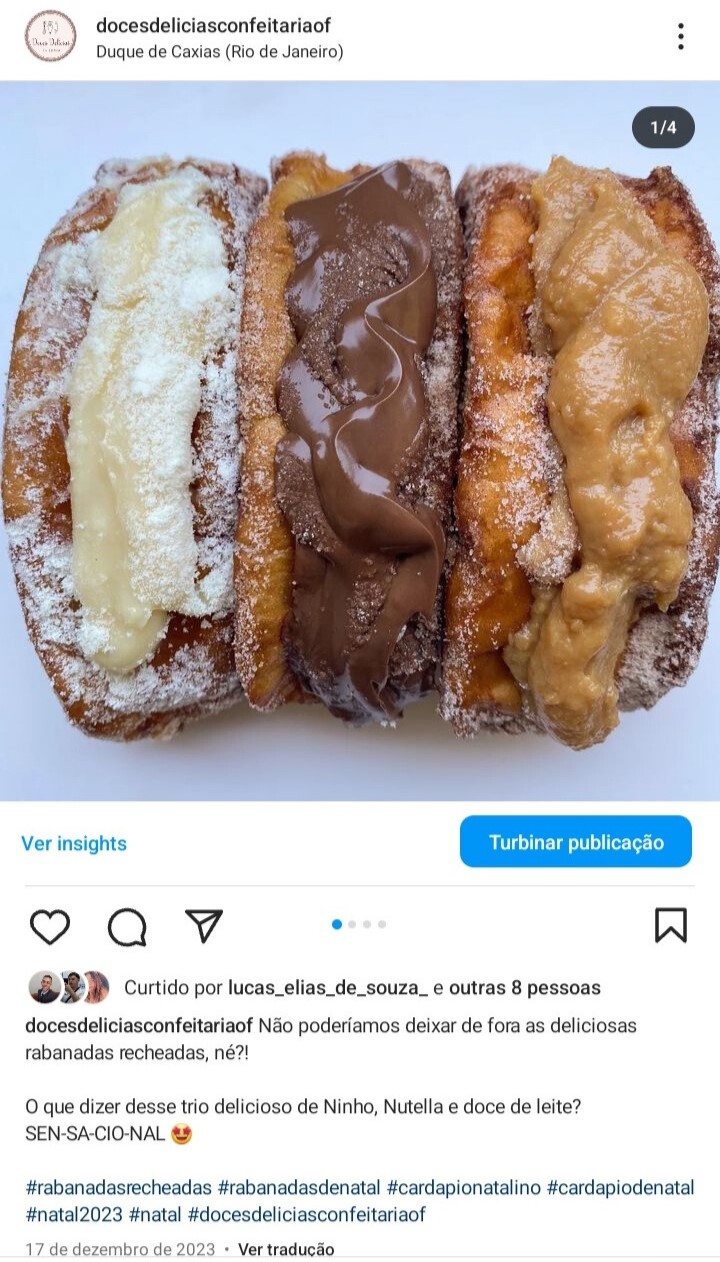 docesdeliciasconfeitariaof
Duque de Caxias (Rio de Janeiro)
1/4
Ver insights
Turbinar publicação
Curtido por lucas_elias_de_souza_ e outras 8 pessoas
docesdeliciasconfeitariaof Não poderíamos deixar de fora as deliciosas
rabanadas recheadas, né?!
O que dizer desse trio delicioso de Ninho, Nutella e doce de leite?
SEN-SA-CIO-NAL 🤩
#rabanadasrecheadas #rabanadasdenatal #cardapionatalino #cardapiodenatal
#natal2023 #natal #docesdeliciasconfeitariaof
17 de dezembro de 2023 • Ver tradução